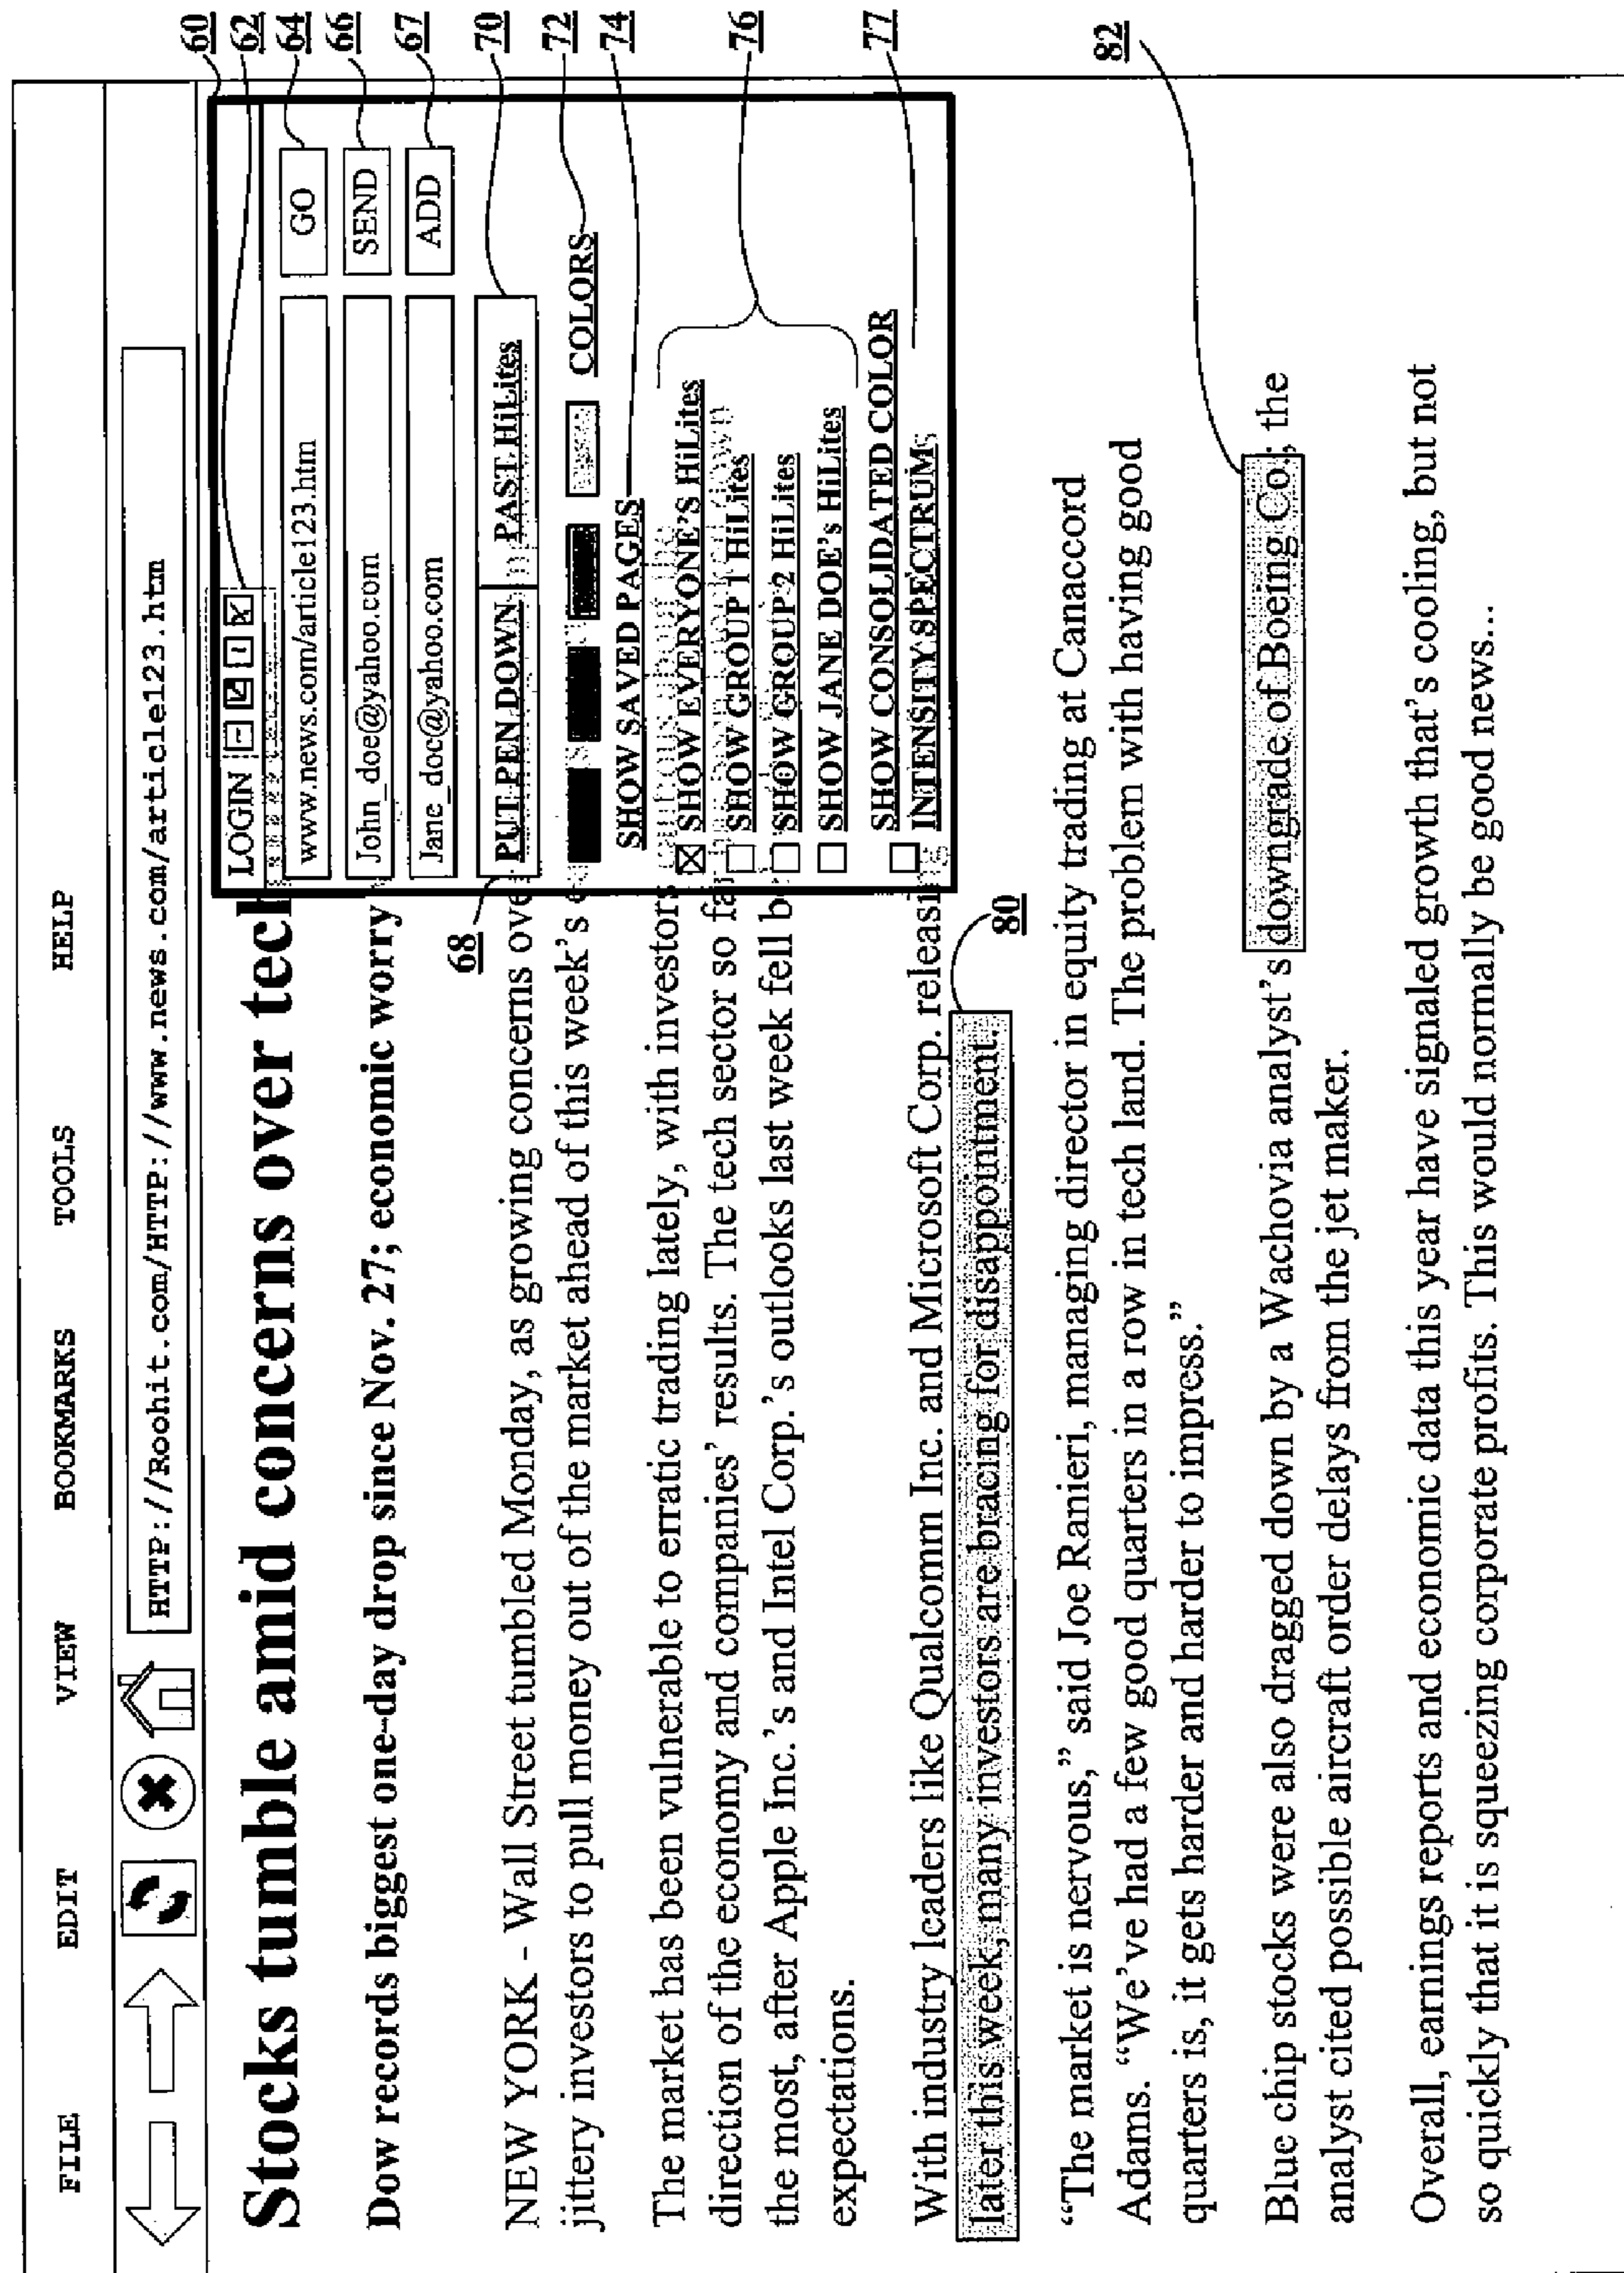 FILE EDIT VIEW BOOKMARKS TOOLS HELP
HTTP://Roohit.com/HTTP://www.news.com/article123.htm
Stocks tumble amid concerns over tech
Dow records biggest one-day drop since Nov. 27; economic worry
NEW YORK - Wall Street tumbled Monday, as growing concerns over
jittery investors to pull money out of the market ahead of this week's
The market has been vulnerable to erratic trading lately, with investors
direction of the economy and companies' results. The tech sector so fa
the most, after Apple Inc.'s and Intel Corp.'s outlooks last week fell b
expectations.
With industry leaders like Qualcomm Inc. and Microsoft Corp. releasi
later this week, many investors are bracing for disappointment.
“The market is nervous,” said Joe Ranieri, managing director in equity trading at Canaccord
Adams. “We've had a few good quarters in a row in tech land. The problem with having good
quarters is, it gets harder and harder to impress.”
Blue chip stocks were also dragged down by a Wachovia analyst's downgrade of Boeing Co.; the
analyst cited possible aircraft order delays from the jet maker.
Overall, earnings reports and economic data this year have signaled growth that's cooling, but not
so quickly that it is squeezing corporate profits. This would normally be good news...
LOGIN
www.news.com/article123.htm GO
John_doe@yahoo.com SEND
Jane_doc@yahoo.com ADD
PUT PEN DOWN PAST HiLites
COLORS
SHOW SAVED PAGES
SHOW EVERYONE'S HiLites
SHOW GROUP 1 HiLites
SHOW GROUP 2 HiLites
SHOW JANE DOE's HiLites
SHOW CONSOLIDATED COLOR
INTENSITY SPECTRUM
60
62
64
66
67
68
70
72
74
76
77
80
82